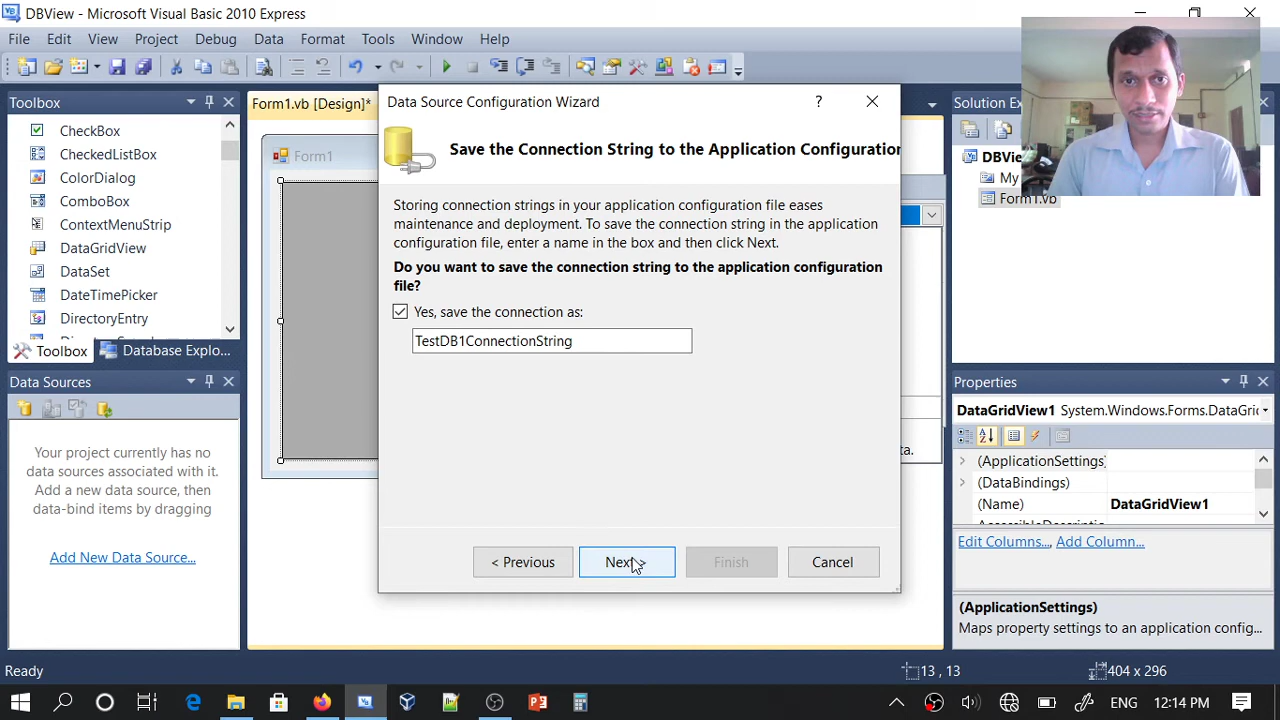 DBView - Microsoft Visual Basic 2010 Express
File Edit View Project Debug Data Format Tools Window Help
Toolbox
CheckBox
CheckedListBox
ColorDialog
ComboBox
ContextMenuStrip
DataGridView
DataSet
DateTimePicker
DirectoryEntry
Toolbox Database Explo...
Data Sources
Your project currently has no
data sources associated with it.
Add a new data source, then
data-bind items by dragging
Add New Data Source...
Form1.vb [Design]*
Form1
Data Source Configuration Wizard
?
Save the Connection String to the Application Configuration
Storing connection strings in your application configuration file eases
maintenance and deployment. To save the connection string in the application
configuration file, enter a name in the box and then click Next.
Do you want to save the connection string to the application configuration
file?
Yes, save the connection as:
TestDB1ConnectionString
< Previous Next > Finish Cancel
ta.
Solution Ex
DBVie
My
Form1.vb
Properties
DataGridView1 System.Windows.Forms.DataGri
(ApplicationSettings)
(DataBindings)
(Name) DataGridView1
Edit Columns..., Add Column...
(ApplicationSettings)
Maps property settings to an application config...
Ready 13 , 13 404 x 296
ENG 12:14 PM